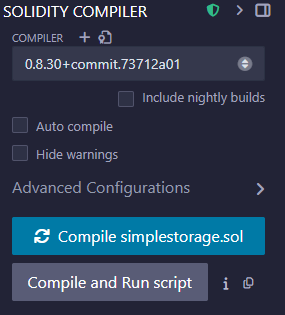 SOLIDITY COMPILER
COMPILER
0.8.30+commit.73712a01
Include nightly builds
Auto compile
Hide warnings
Advanced Configurations
Compile simplestorage.sol
Compile and Run script